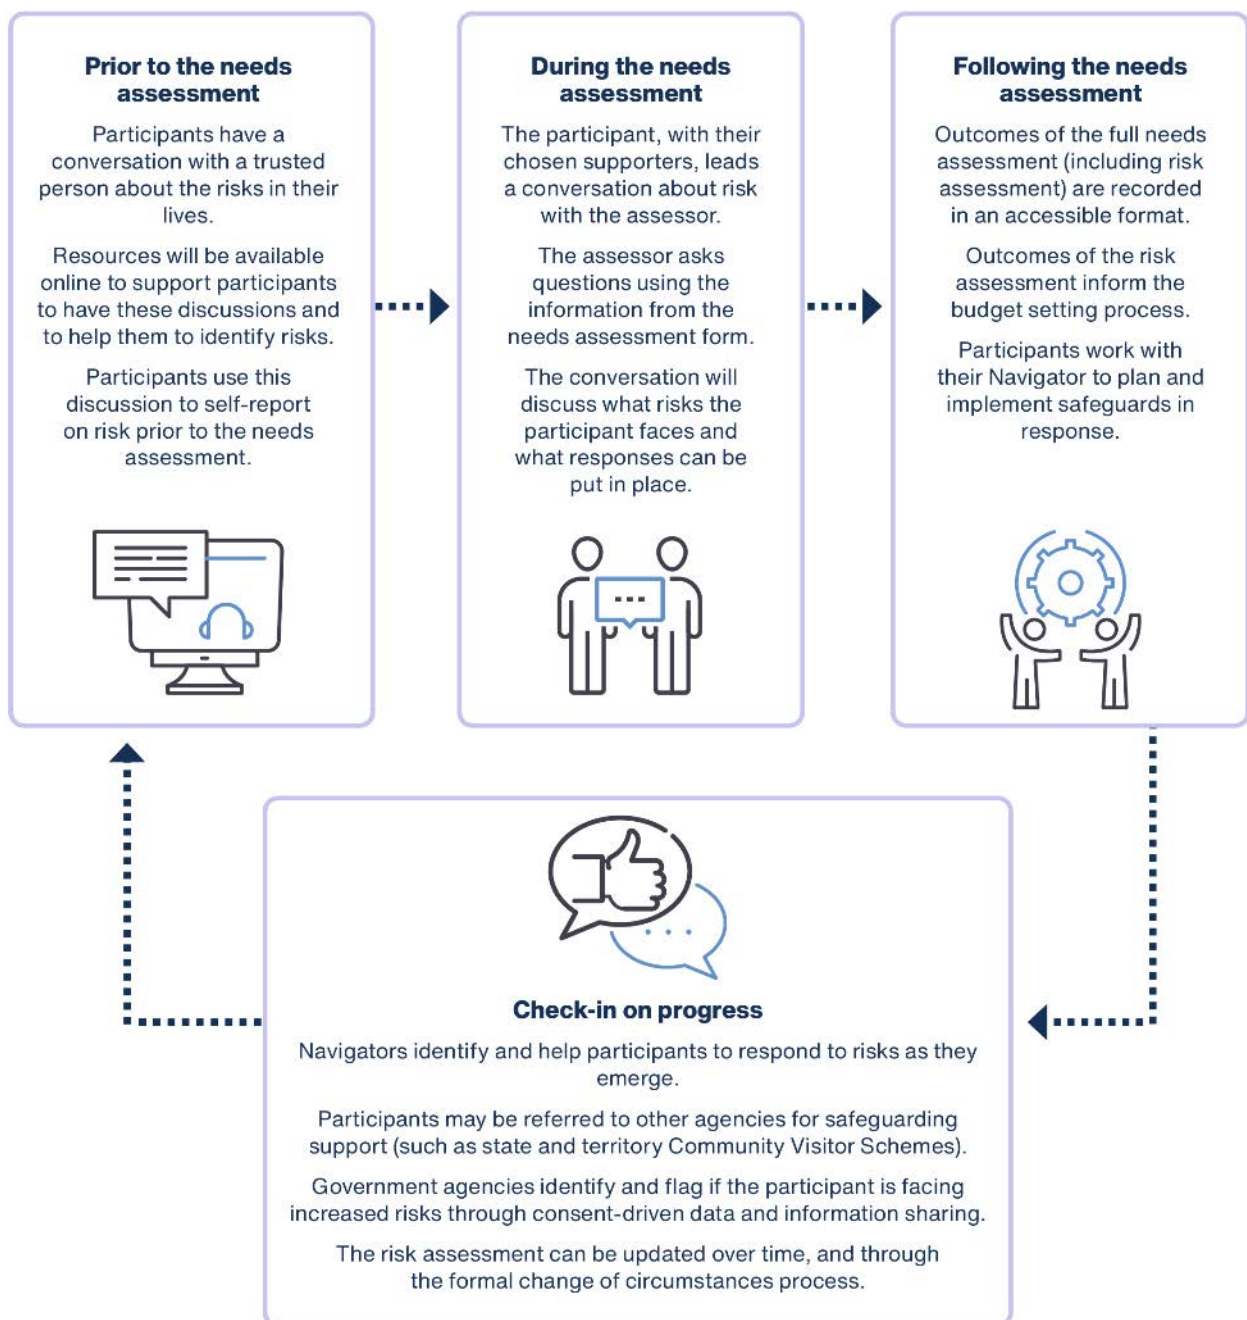 Prior to the needs
assessment
Participants have a
conversation with a trusted
person about the risks in their
lives.
Resources will be available
online to support participants
to have these discussions and
to help them to identify risks.
Participants use this
discussion to self-report
on risk prior to the needs
assessment.
During the needs
assessment
The participant, with their
chosen supporters, leads
a conversation about risk
with the assessor.
The assessor asks
questions using the
information from the
needs assessment form.
The conversation will
discuss what risks the
participant faces and
what responses can be
put in place.
Following the needs
assessment
Outcomes of the full needs
assessment (including risk
assessment) are recorded
in an accessible format.
Outcomes of the risk
assessment inform the
budget setting process.
Participants work with
their Navigator to plan and
implement safeguards in
response.
Check-in on progress
Navigators identify and help participants to respond to risks as they
emerge.
Participants may be referred to other agencies for safeguarding
support (such as state and territory Community Visitor Schemes).
Government agencies identify and flag if the participant is facing
increased risks through consent-driven data and information sharing.
The risk assessment can be updated over time, and through
the formal change of circumstances process.